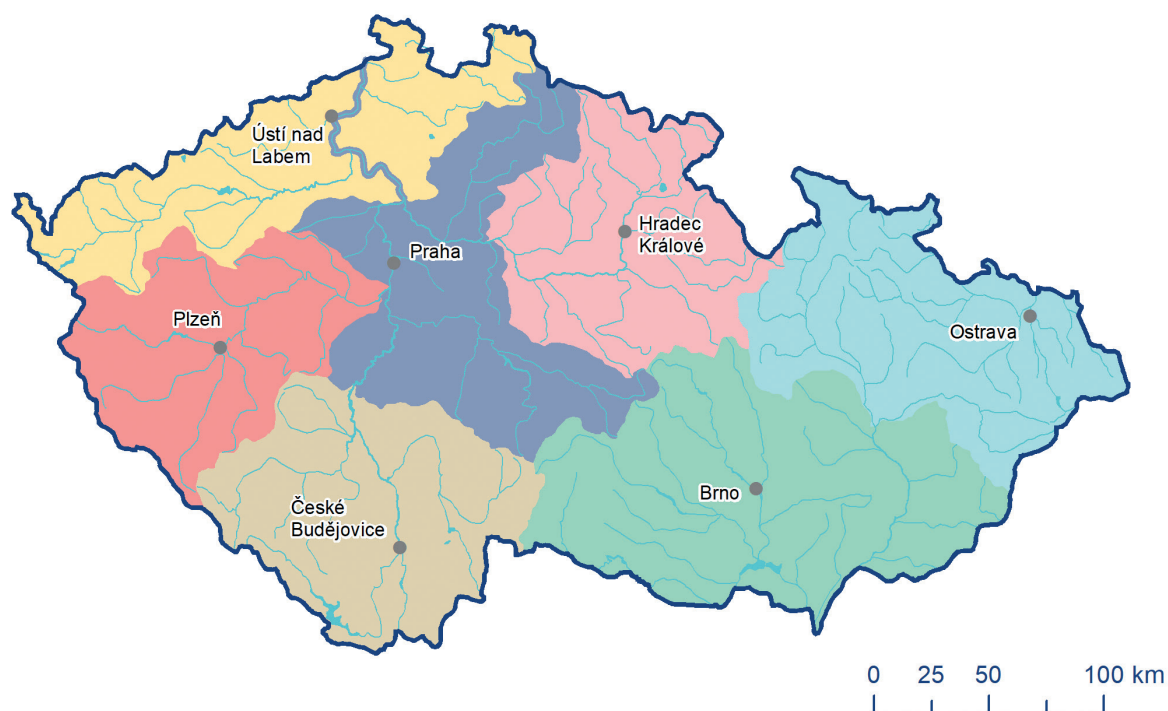 Ústí nad
Labem
Hradec
Králové
Praha
Plzeň
Ostrava
Brno
České
Budějovice
0 25 50 100 km